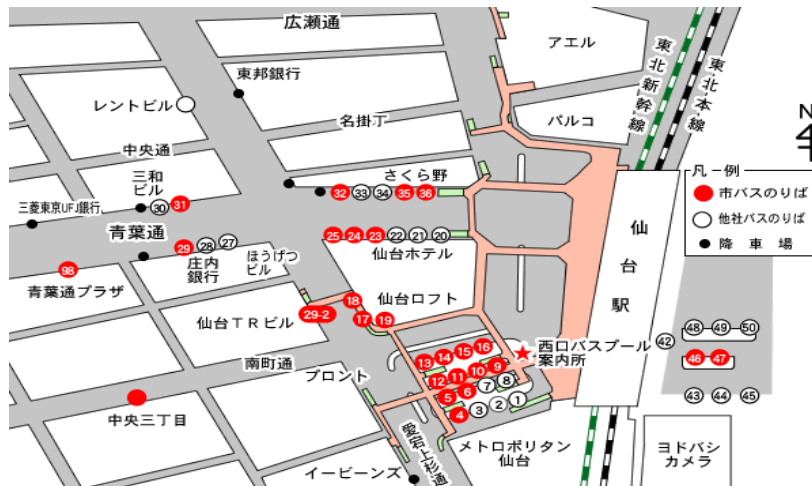 広瀬通
アエル
東北新幹線
東北本線
東邦銀行
レントビル
名掛丁
パルコ
N
中央通
さくら野
三和
ビル
32
33
34
35
36
30
31
三菱東京UFJ銀行
凡例
市バスのりば
他社バスのりば
降車場
青葉通
25
24
23
22
21
20
29
28
27
98
庄内
銀行
ほうげつ
ビル
仙台ホテル
仙台駅
青葉通プラザ
仙台ロフト
18
29-2
17
19
仙台TRビル
南町通
プロント
13
14
15
16
西口バスプール
案内所
42
48
49
50
12
11
10
9
46
47
5
6
7
8
4
3
2
1
43
44
45
中央三丁目
愛宕上杉通
メトロポリタン
仙台
ヨドバシ
カメラ
イービーンズ